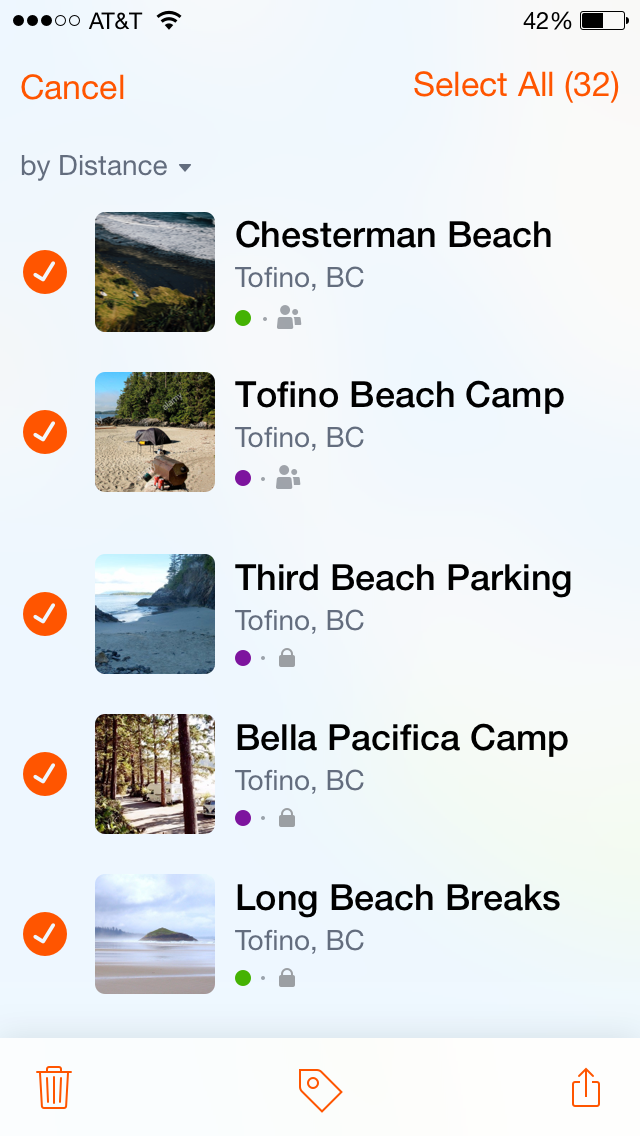 AT&T 42%
Cancel Select All (32)
by Distance
Chesterman Beach
Tofino, BC
Tofino Beach Camp
Tofino, BC
Third Beach Parking
Tofino, BC
Bella Pacifica Camp
Tofino, BC
Long Beach Breaks
Tofino, BC